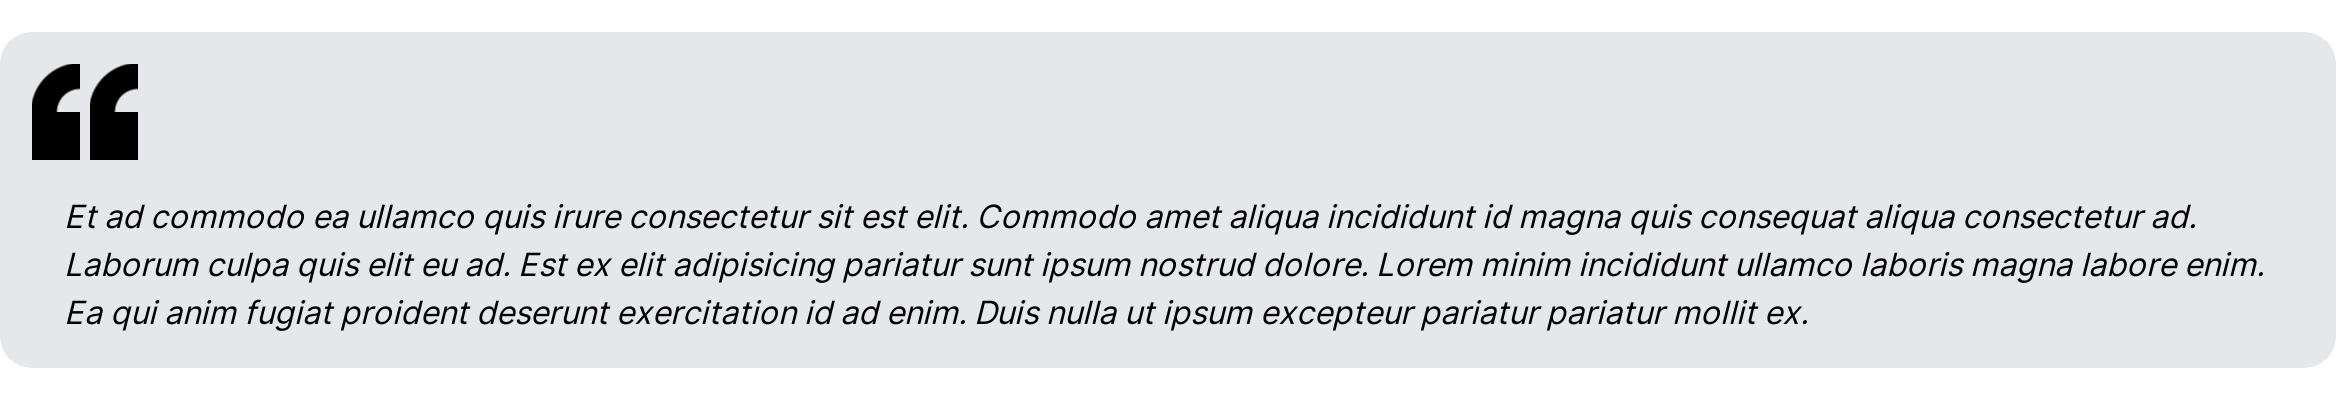 “
Et ad commodo ea ullamco quis irure consectetur sit est elit. Commodo amet aliqua incididunt id magna quis consequat aliqua consectetur ad.
Laborum culpa quis elit eu ad. Est ex elit adipisicing pariatur sunt ipsum nostrud dolore. Lorem minim incididunt ullamco laboris magna labore enim.
Ea qui anim fugiat proident deserunt exercitation id ad enim. Duis nulla ut ipsum excepteur pariatur pariatur mollit ex.